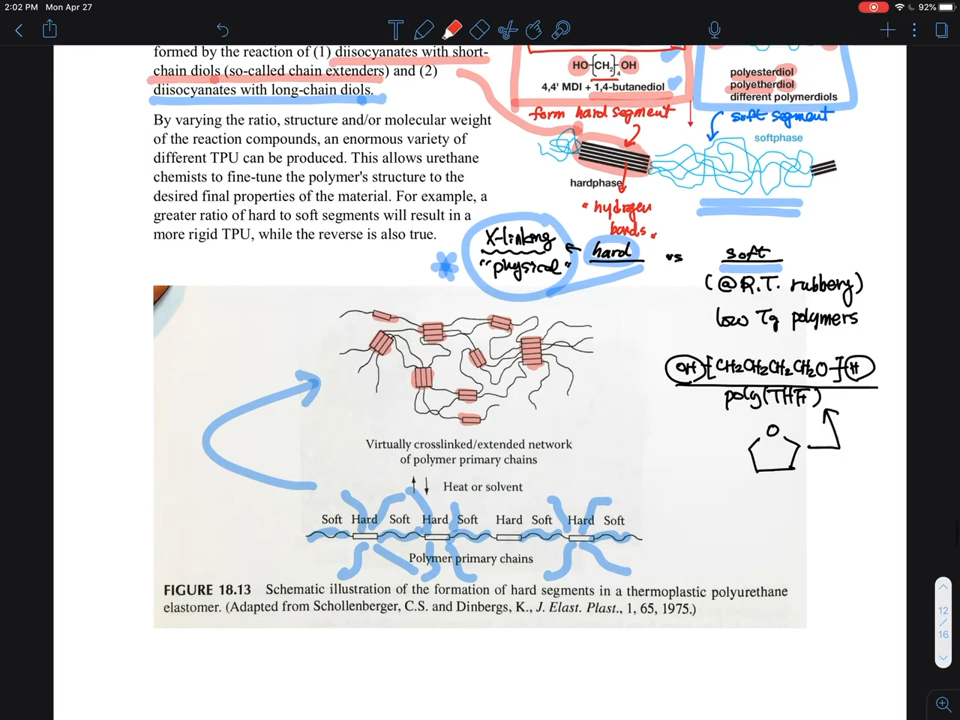 2:02 PM Mon Apr 27
92%
formed by the reaction of (1) diisocyanates with short-
chain diols (so-called chain extenders) and (2)
diisocyanates with long-chain diols.
By varying the ratio, structure and/or molecular weight
of the reaction compounds, an enormous variety of
different TPU can be produced. This allows urethane
chemists to fine-tune the polymer's structure to the
desired final properties of the material. For example, a
greater ratio of hard to soft segments will result in a
more rigid TPU, while the reverse is also true.
HO-[CH2]4-OH
4,4' MDI + 1,4-butanediol
form hard segment
polyesterdiol
polyetherdiol
different polymerdiols
soft segment
softphase
hardphase
"hydrogen
bonds"
X-linking
"physical"
hard
vs
soft
(@R.T. rubbery)
low Tg polymers
OH[CH2CH2CH2CH2O-]H
poly(THF)
O
Virtually crosslinked/extended network
of polymer primary chains
Heat or solvent
Soft Hard Soft Hard Soft Hard Soft Hard Soft
Polymer primary chains
FIGURE 18.13 Schematic illustration of the formation of hard segments in a thermoplastic polyurethane
elastomer. (Adapted from Schollenberger, C.S. and Dinbergs, K., J. Elast. Plast., 1, 65, 1975.)
12
/
16